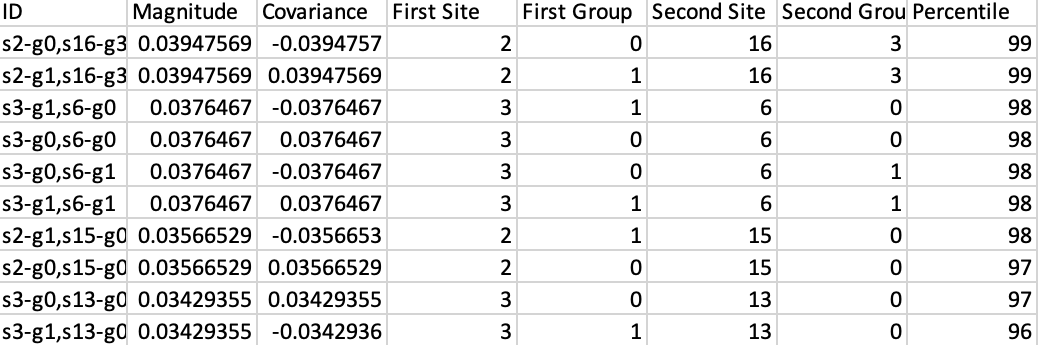 ID Magnitude Covariance First Site First Group Second Site Second Grou Percentile
s2-g0,s16-g3 0.03947569 -0.0394757 2 0 16 3 99
s2-g1,s16-g3 0.03947569 0.03947569 2 1 16 3 99
s3-g1,s6-g0 0.0376467 -0.0376467 3 1 6 0 98
s3-g0,s6-g0 0.0376467 0.0376467 3 0 6 0 98
s3-g0,s6-g1 0.0376467 -0.0376467 3 0 6 1 98
s3-g1,s6-g1 0.0376467 0.0376467 3 1 6 1 98
s2-g1,s15-g0 0.03566529 -0.0356653 2 1 15 0 98
s2-g0,s15-g0 0.03566529 0.03566529 2 0 15 0 97
s3-g0,s13-g0 0.03429355 0.03429355 3 0 13 0 97
s3-g1,s13-g0 0.03429355 -0.0342936 3 1 13 0 96